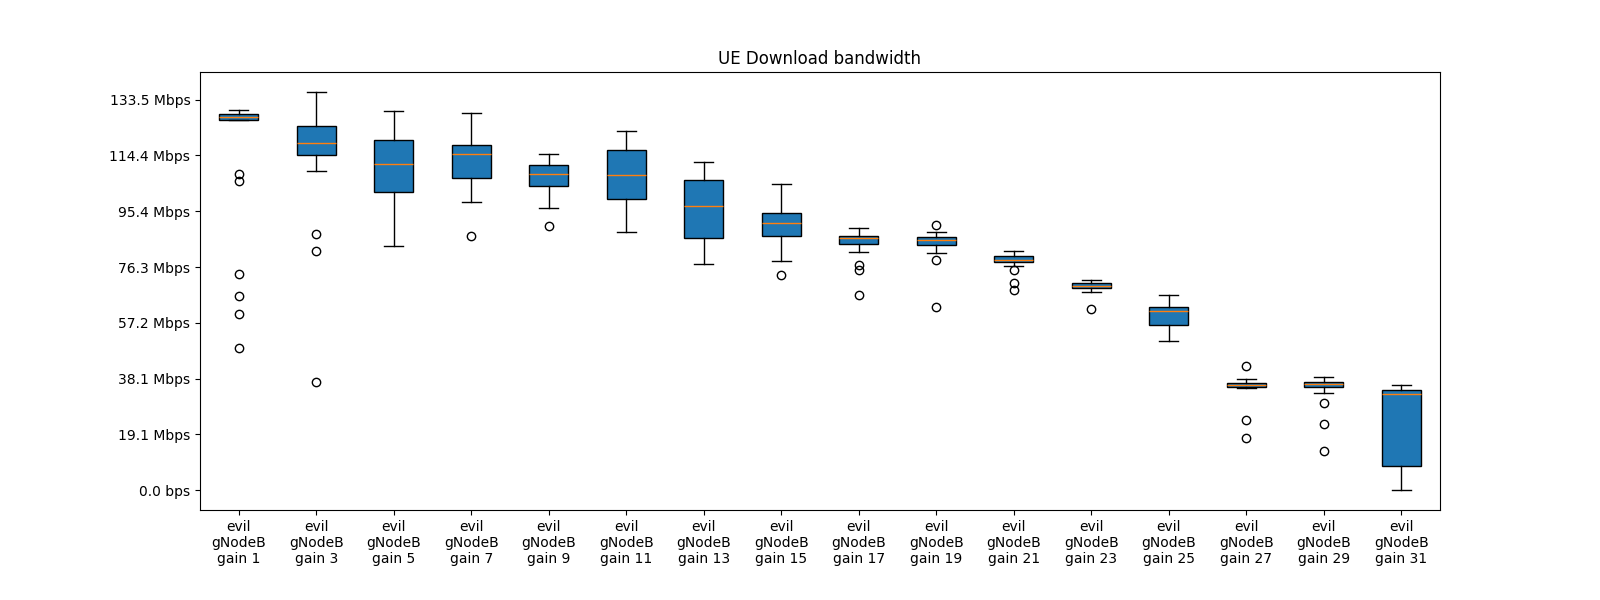 UE Download bandwidth
133.5 Mbps
114.4 Mbps
95.4 Mbps
76.3 Mbps
57.2 Mbps
38.1 Mbps
19.1 Mbps
0.0 bps
evil
gNodeB
gain 1
evil
gNodeB
gain 3
evil
gNodeB
gain 5
evil
gNodeB
gain 7
evil
gNodeB
gain 9
evil
gNodeB
gain 11
evil
gNodeB
gain 13
evil
gNodeB
gain 15
evil
gNodeB
gain 17
evil
gNodeB
gain 19
evil
gNodeB
gain 21
evil
gNodeB
gain 23
evil
gNodeB
gain 25
evil
gNodeB
gain 27
evil
gNodeB
gain 29
evil
gNodeB
gain 31